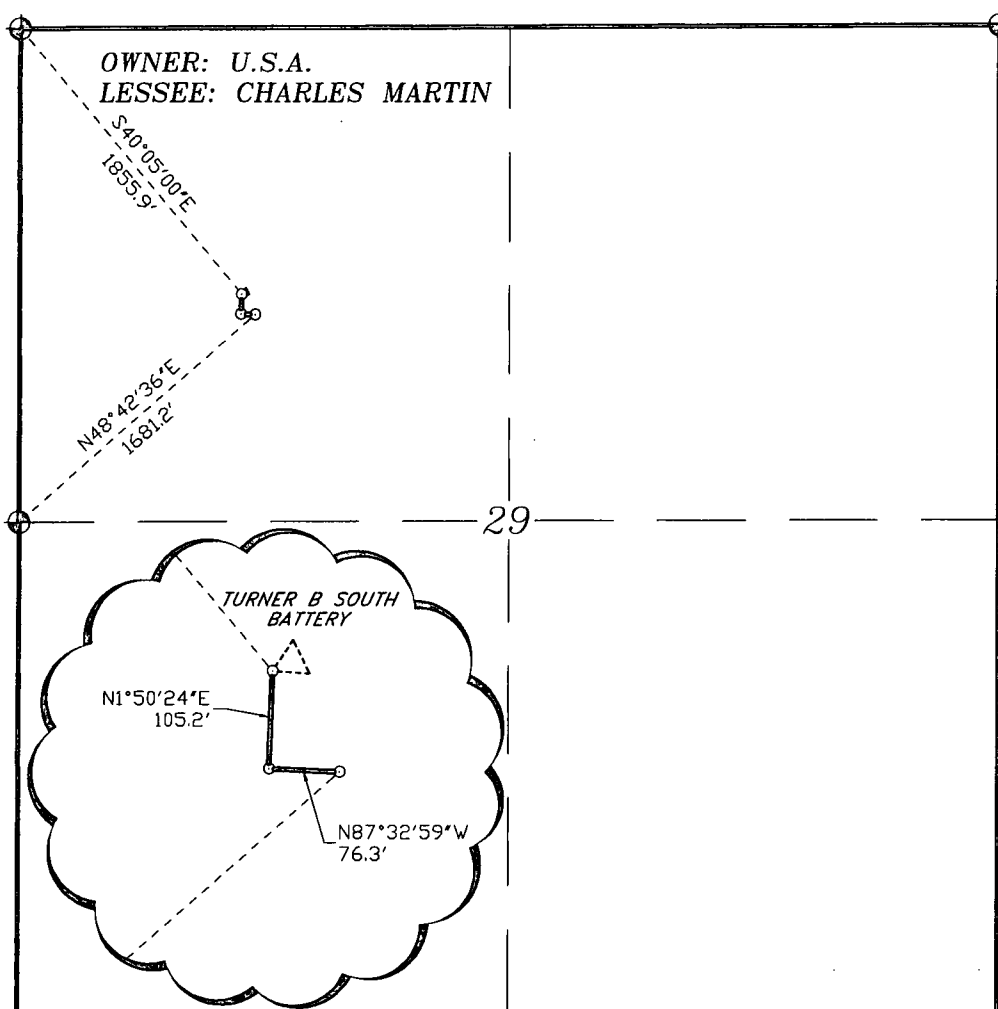 OWNER: U.S.A.
LESSEE: CHARLES MARTIN
S40°05'00"E
1855.9'
N48°42'36"E
1681.2'
29
TURNER B SOUTH
BATTERY
N1°50'24"E
105.2'
N87°32'59"W
76.3'